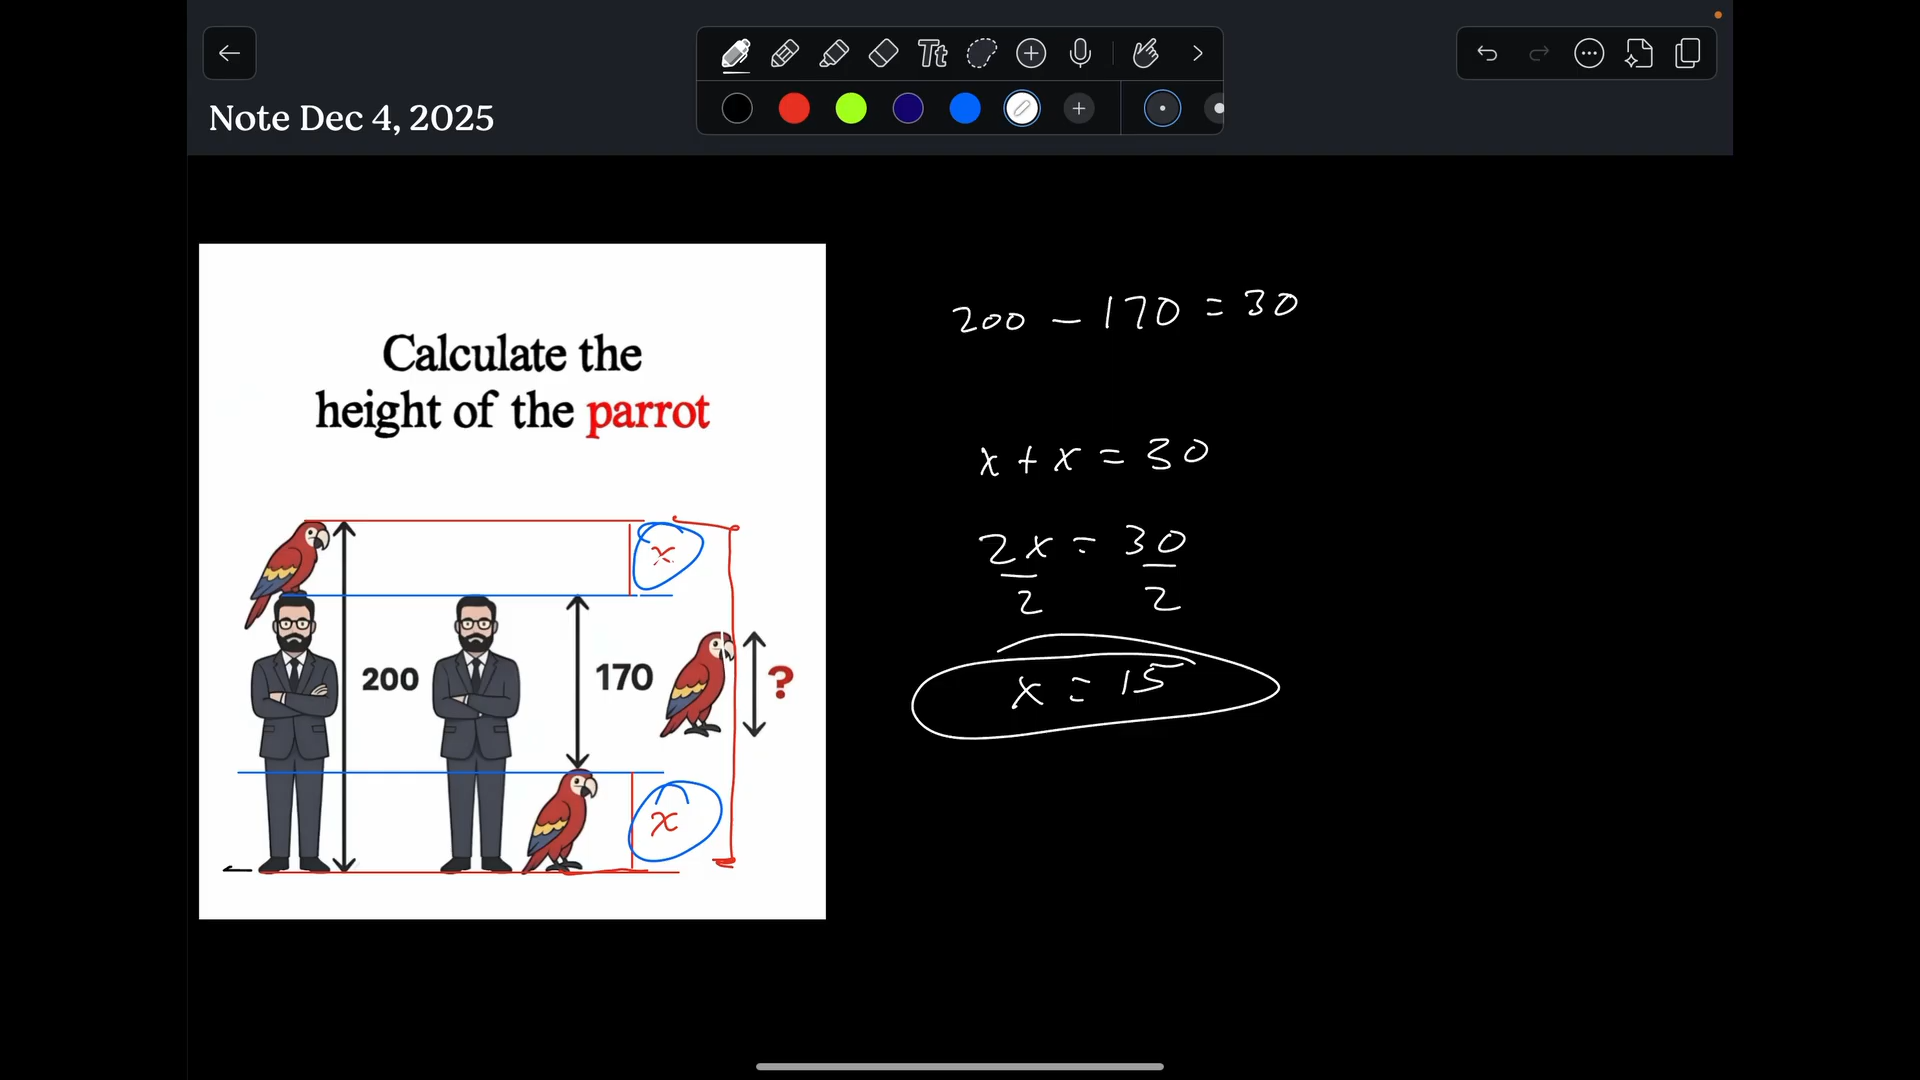 Tt
Note Dec 4, 2025
Calculate the
height of the parrot
x
200
170
?
x
200 - 170 = 30
x + x = 30
2x = 30
2 2
x = 15